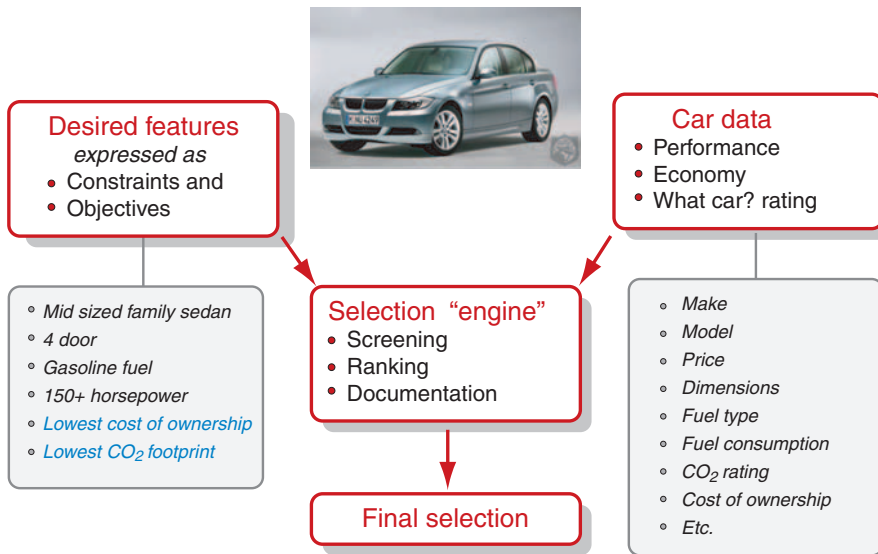 Desired features
expressed as
Constraints and
Objectives
Mid sized family sedan
4 door
Gasoline fuel
150+ horsepower
Lowest cost of ownership
Lowest CO₂ footprint
Selection “engine”
Screening
Ranking
Documentation
Final selection
Car data
Performance
Economy
What car? rating
Make
Model
Price
Dimensions
Fuel type
Fuel consumption
CO₂ rating
Cost of ownership
Etc.